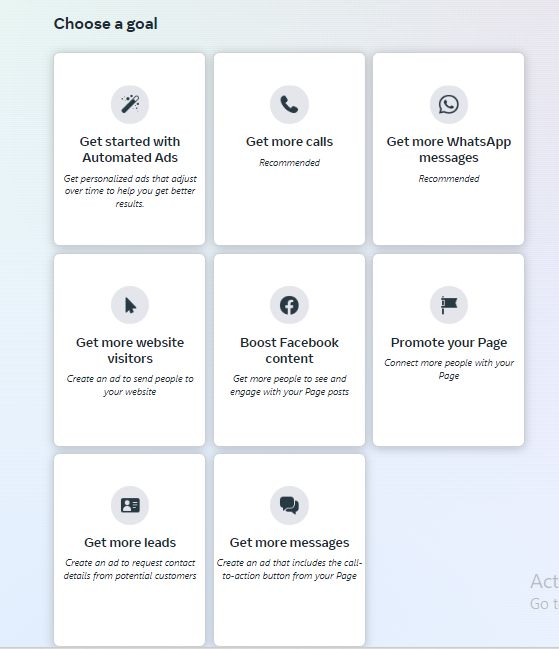 Choose a goal
Get started with
Automated Ads
Get personalized ads that adjust
over time to help you get better
results.
Get more calls
Recommended
Get more WhatsApp
messages
Recommended
Get more website
visitors
Create an ad to send people to
your website
Boost Facebook
content
Get more people to see and
engage with your Page posts
Promote your Page
Connect more people with your
Page
Get more leads
Create an ad to request contact
details from potential customers
Get more messages
Create an ad that includes the call-
to-action button from your Page
Go t